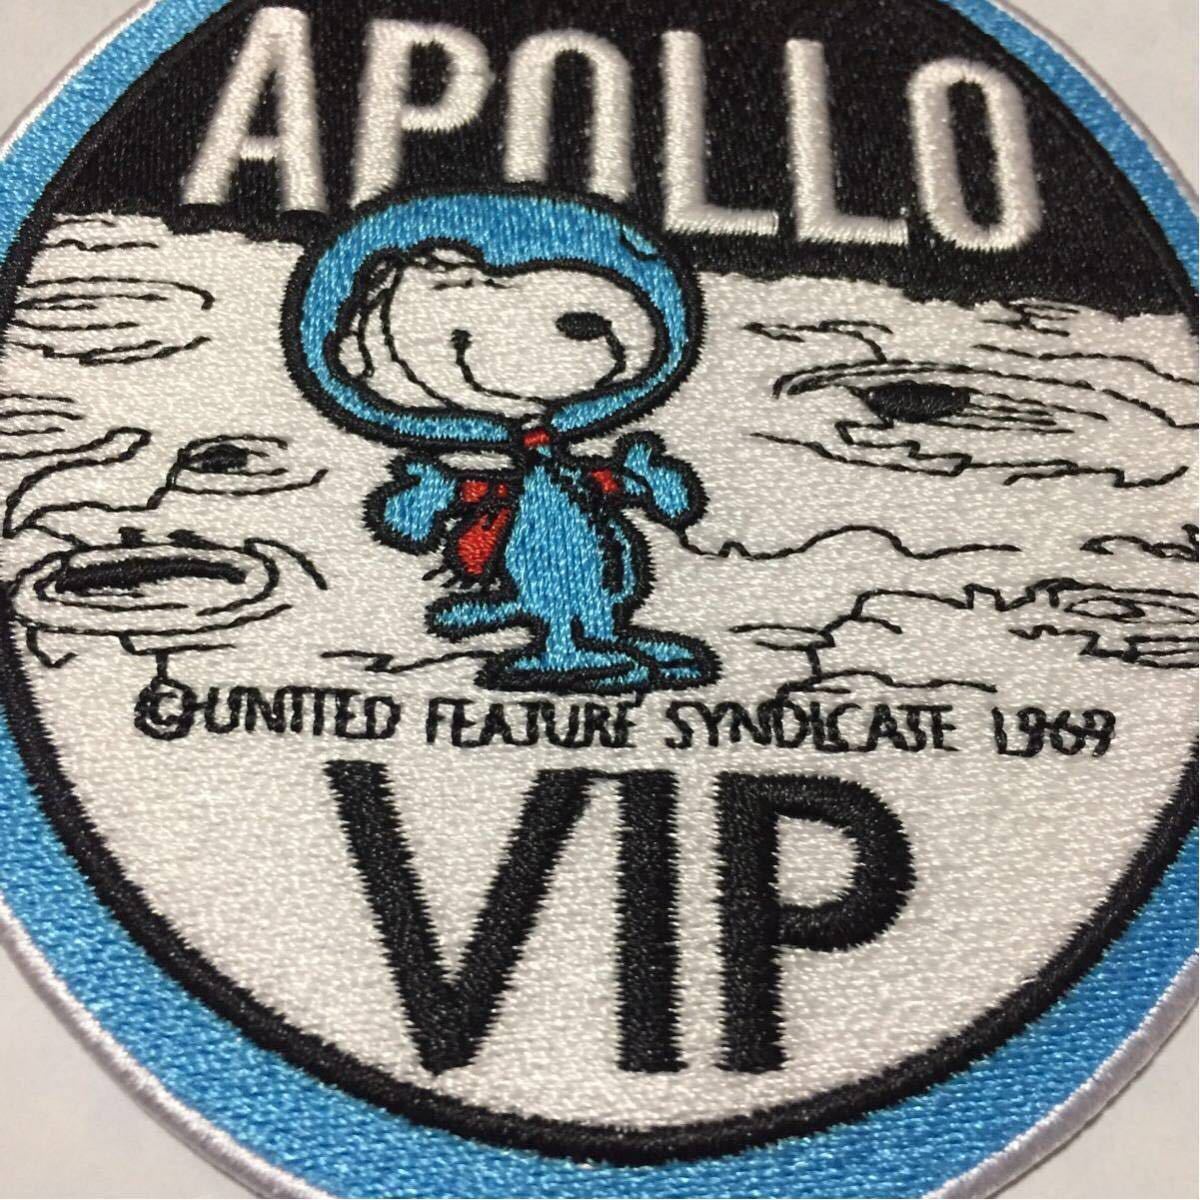 APOLLO
©UNITED FEATURE SYNDICATE 1969
VIP